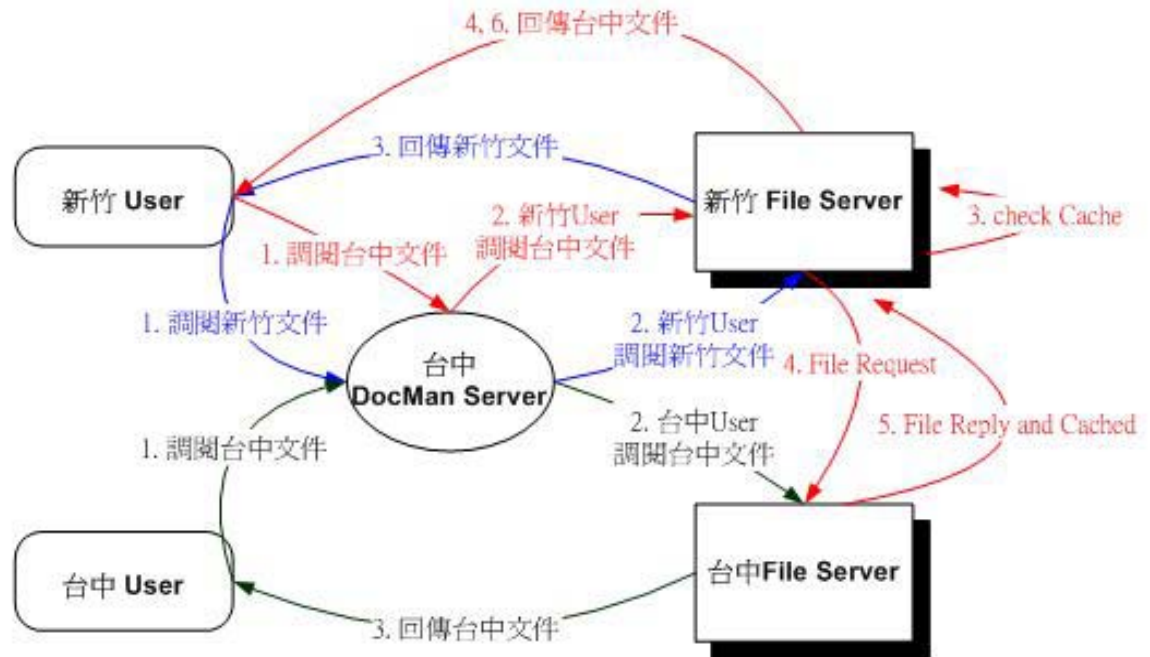 4, 6. 回傳台中文件
3. 回傳新竹文件
新竹 User
新竹 File Server
2. 新竹User
調閱台中文件
3. check Cache
1. 調閱台中文件
1. 調閱新竹文件
2. 新竹User
調閱新竹文件
台中
DocMan Server
4. File Request
2. 台中User
調閱台中文件
5. File Reply and Cached
1. 調閱台中文件
台中 User
台中File Server
3. 回傳台中文件